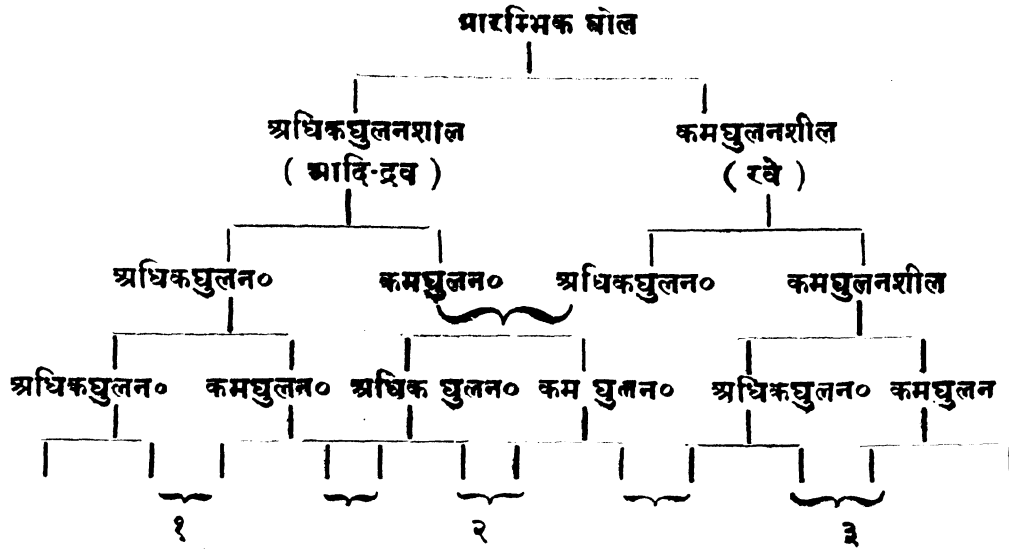 प्रारम्भिक घोल
अधिकघुलनशील कमघुलनशील
( आदि-द्रव ) ( रवे )
अधिकघुलन० कमघुलन० अधिकघुलन० कमघुलनशील
अधिकघुलन० कमघुलन० अधिक घुलन० कम घुलन० अधिकघुलन० कमघुलन
१ २ ३